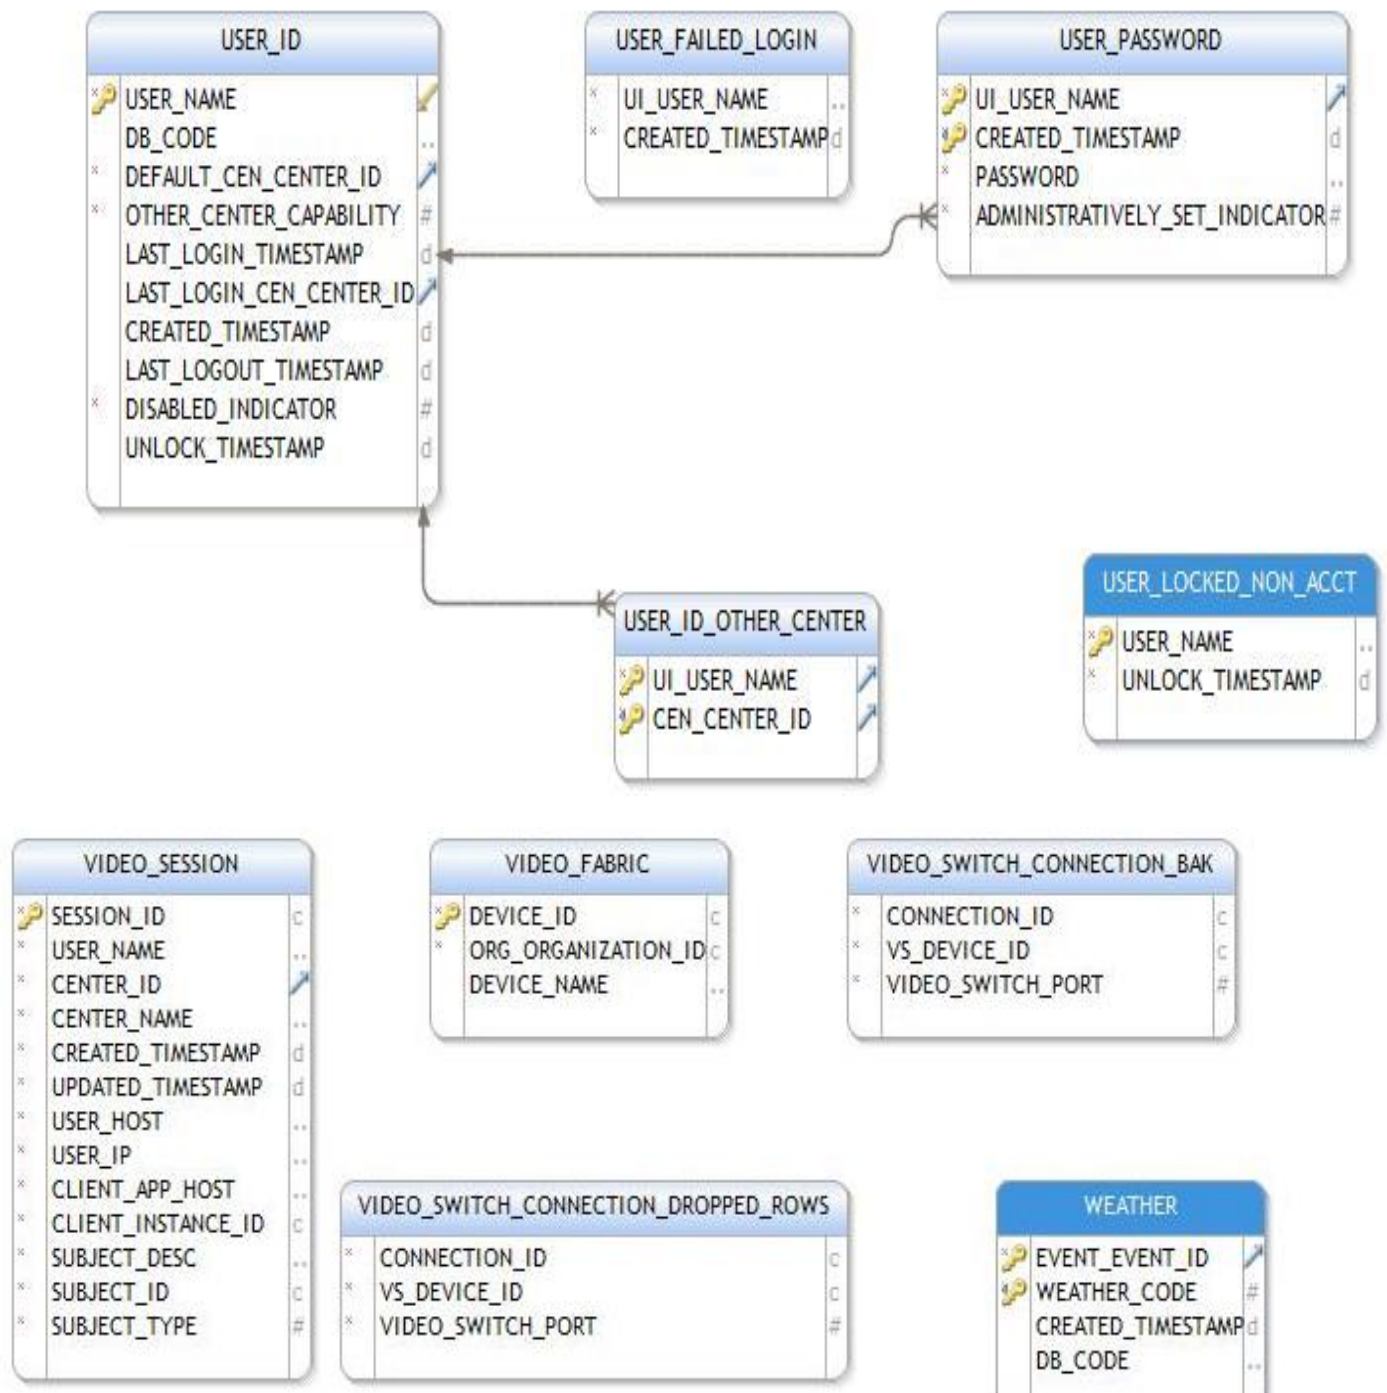 USER_ID
USER_NAME
DB_CODE
DEFAULT_CEN_CENTER_ID
OTHER_CENTER_CAPABILITY #
LAST_LOGIN_TIMESTAMP d
LAST_LOGIN_CEN_CENTER_ID
CREATED_TIMESTAMP d
LAST_LOGOUT_TIMESTAMP d
DISABLED_INDICATOR #
UNLOCK_TIMESTAMP d
USER_FAILED_LOGIN
UI_USER_NAME
CREATED_TIMESTAMP d
USER_PASSWORD
UI_USER_NAME
CREATED_TIMESTAMP d
PASSWORD
ADMINISTRATIVELY_SET_INDICATOR #
USER_ID_OTHER_CENTER
UI_USER_NAME
CEN_CENTER_ID
USER_LOCKED_NON_ACCT
USER_NAME
UNLOCK_TIMESTAMP d
VIDEO_SESSION
SESSION_ID c
USER_NAME
CENTER_ID
CENTER_NAME
CREATED_TIMESTAMP d
UPDATED_TIMESTAMP d
USER_HOST
USER_IP
CLIENT_APP_HOST
CLIENT_INSTANCE_ID c
SUBJECT_DESC
SUBJECT_ID c
SUBJECT_TYPE #
VIDEO_FABRIC
DEVICE_ID c
ORG_ORGANIZATION_ID c
DEVICE_NAME
VIDEO_SWITCH_CONNECTION_BAK
CONNECTION_ID c
VS_DEVICE_ID c
VIDEO_SWITCH_PORT #
VIDEO_SWITCH_CONNECTION_DROPPED_ROWS
CONNECTION_ID c
VS_DEVICE_ID c
VIDEO_SWITCH_PORT #
WEATHER
EVENT_EVENT_ID
WEATHER_CODE #
CREATED_TIMESTAMP d
DB_CODE